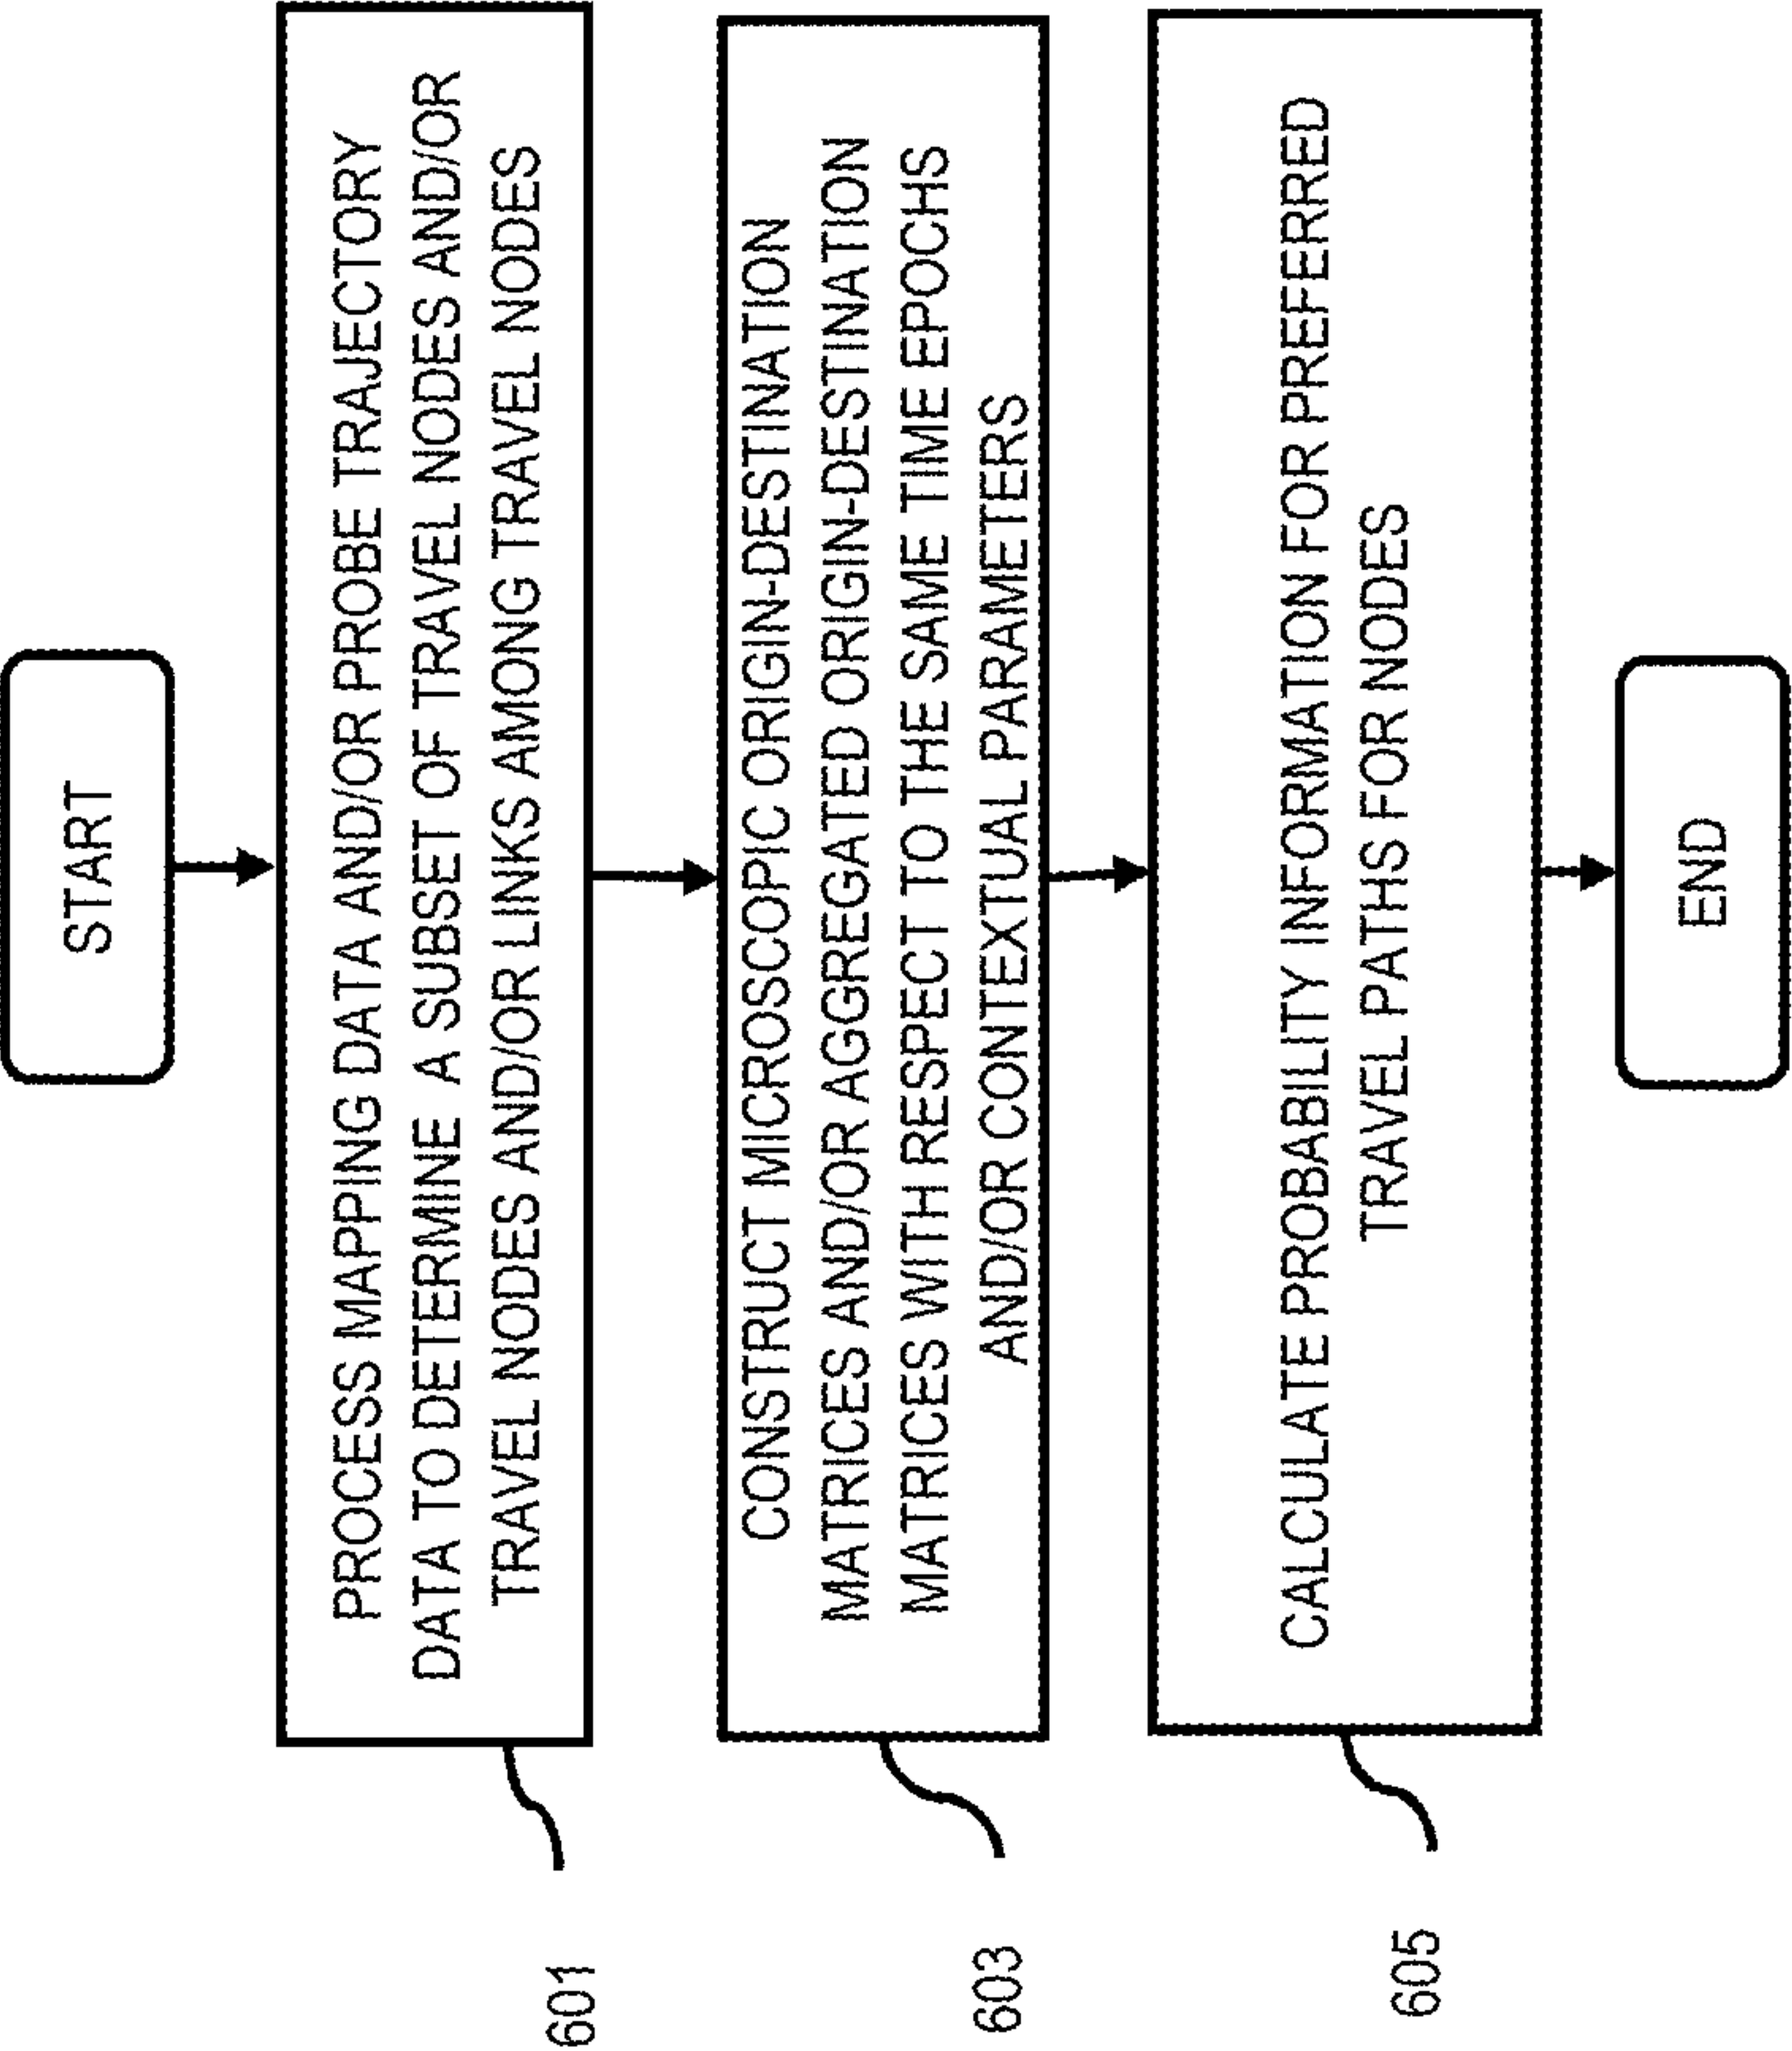 START
PROCESS MAPPING DATA AND/OR PROBE TRAJECTORY
DATA TO DETERMINE A SUBSET OF TRAVEL NODES AND/OR
TRAVEL NODES AND/OR LINKS AMONG TRAVEL NODES
601
CONSTRUCT MICROSCOPIC ORIGIN-DESTINATION
MATRICES AND/OR AGGREGATED ORIGIN-DESTINATION
MATRICES WITH RESPECT TO THE SAME TIME EPOCHS
AND/OR CONTEXTUAL PARAMETERS
603
CALCULATE PROBABILITY INFORMATION FOR PREFERRED
TRAVEL PATHS FOR NODES
605
END